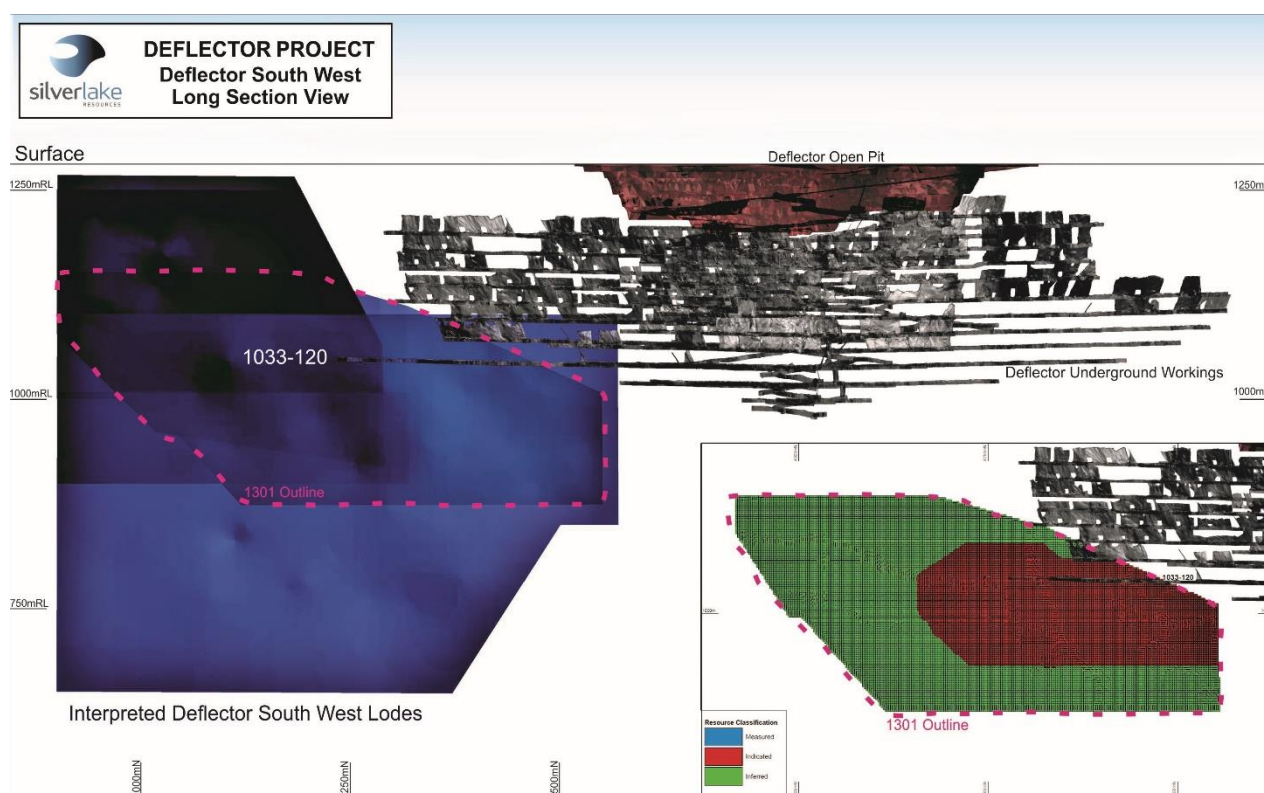 silverlake
RESOURCES
DEFLECTOR PROJECT
Deflector South West
Long Section View
Surface
Deflector Open Pit
1250mRL
1250m
1033-120
Deflector Underground Workings
1000mRL
1000m
1301 Outline
750mRL
1033-120
Interpreted Deflector South West Lodes
1301 Outline
Resource Classification
Measured
Indicated
Inferred
000mN
250mN
500mN